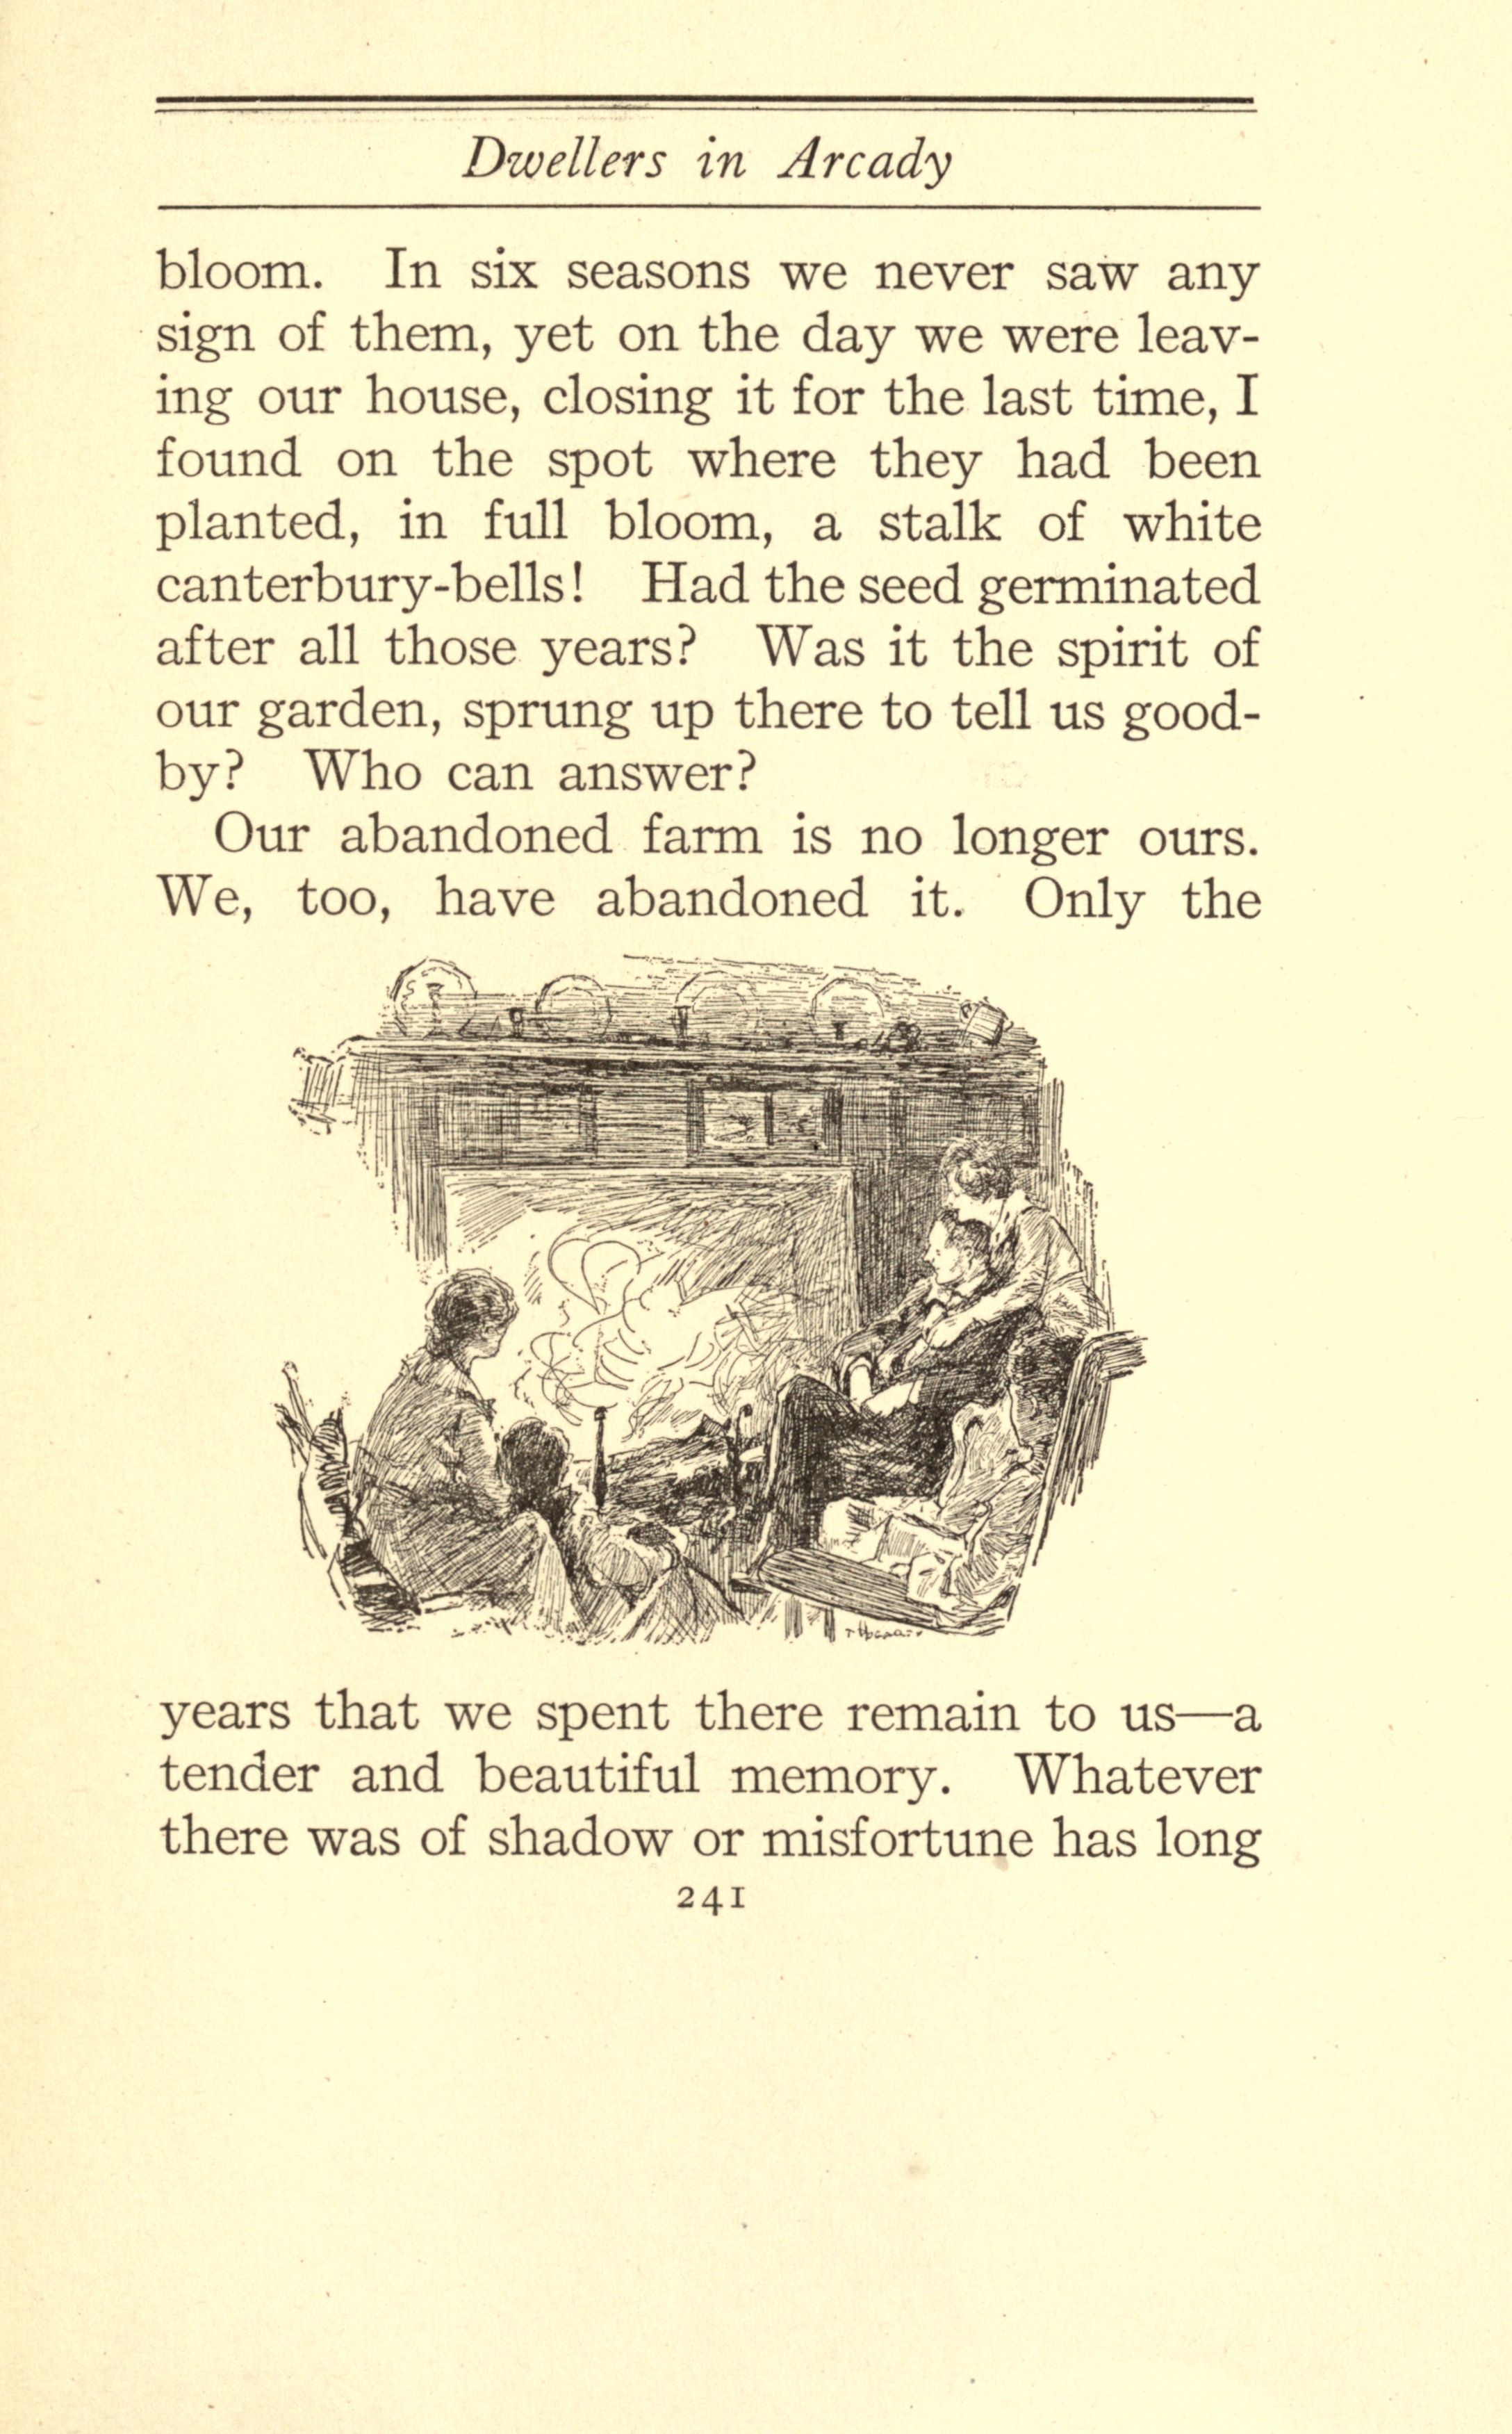 Dwellers in Arcady
bloom. In six seasons we never saw any
sign of them, yet on the day we were leav-
ing our house, closing it for the last time, I
found on the spot where they had been
planted, in full bloom, a stalk of white
canterbury-bells! Had the seed germinated
after all those years? Was it the spirit of
our garden, sprung up there to tell us good-
by? Who can answer?
Our abandoned farm is no longer ours.
We, too, have abandoned it. Only the
years that we spent there remain to us—a
tender and beautiful memory. Whatever
there was of shadow or misfortune has long
241